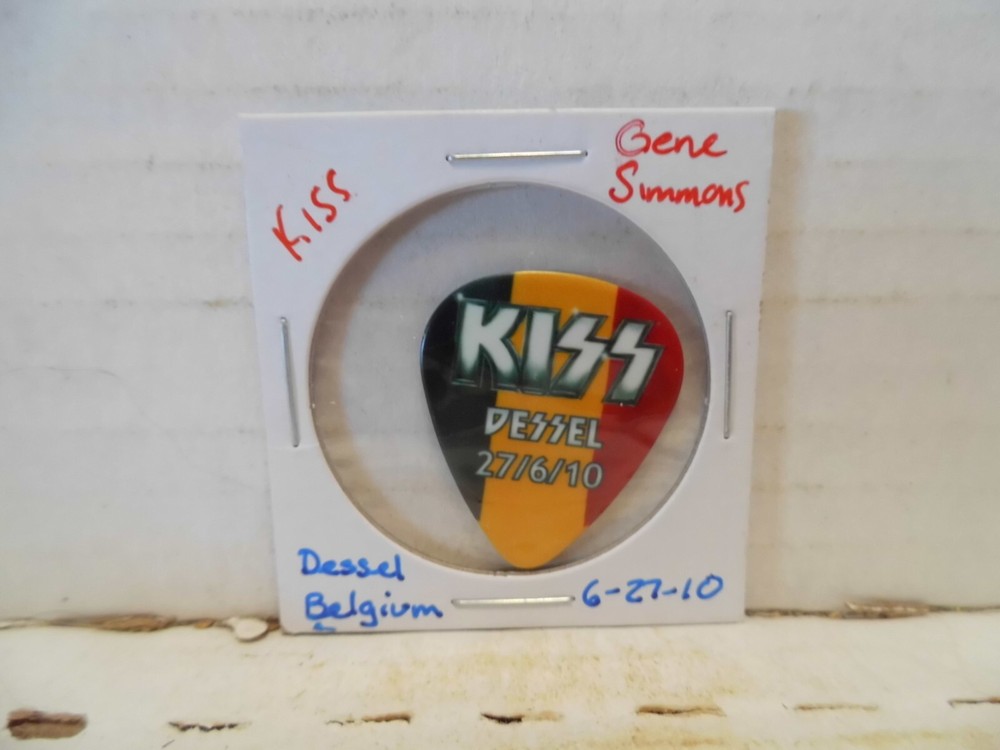 KISS
Gene
Simmons
KISS
DESSEL
27/6/10
Dessel
Belgium
6-27-10